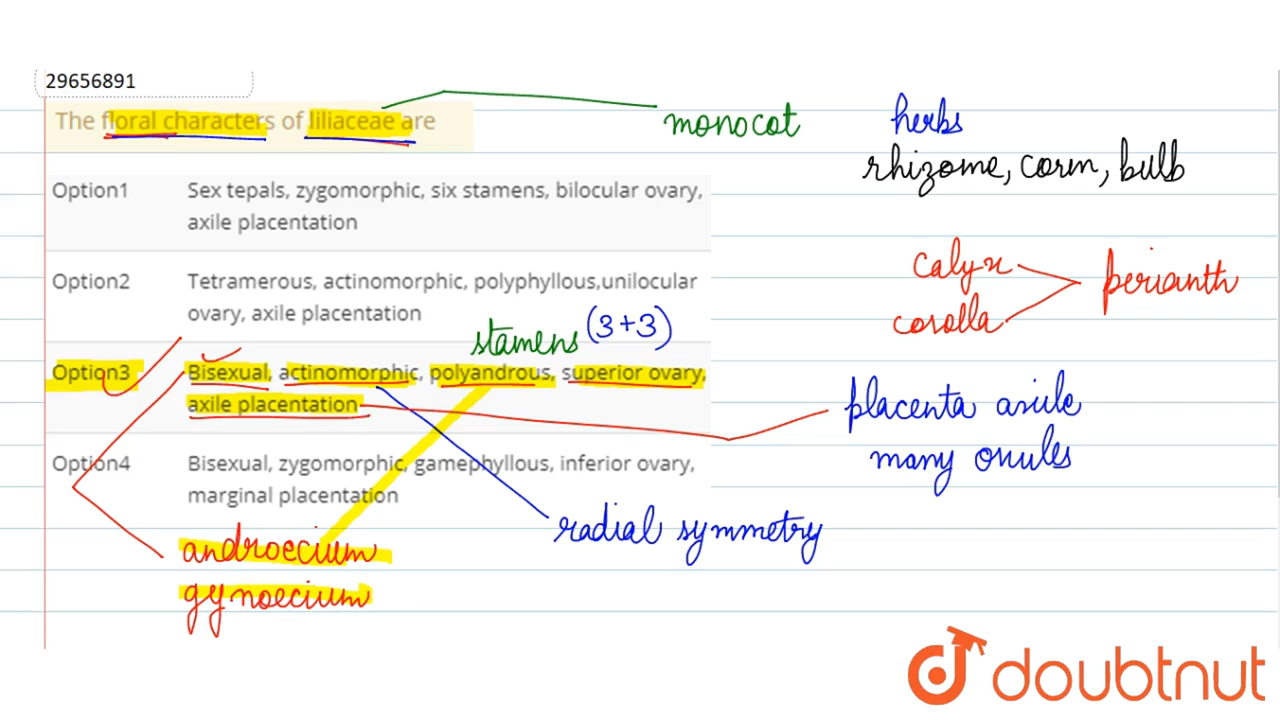 29656891
The floral characters of liliaceae are
monocot
herbs
rhizome, corm, bulb
Option1
Sex tepals, zygomorphic, six stamens, bilocular ovary,
axile placentation
calyx
corolla
perianth
Option2
Tetramerous, actinomorphic, polyphyllous,unilocular
ovary, axile placentation
stamens (3+3)
Option3
Bisexual, actinomorphic, polyandrous, superior ovary,
axile placentation
placenta axile
many ovules
Option4
Bisexual, zygomorphic, gamephyllous, inferior ovary,
marginal placentation
radial symmetry
androecium
gynoecium
doubtnut